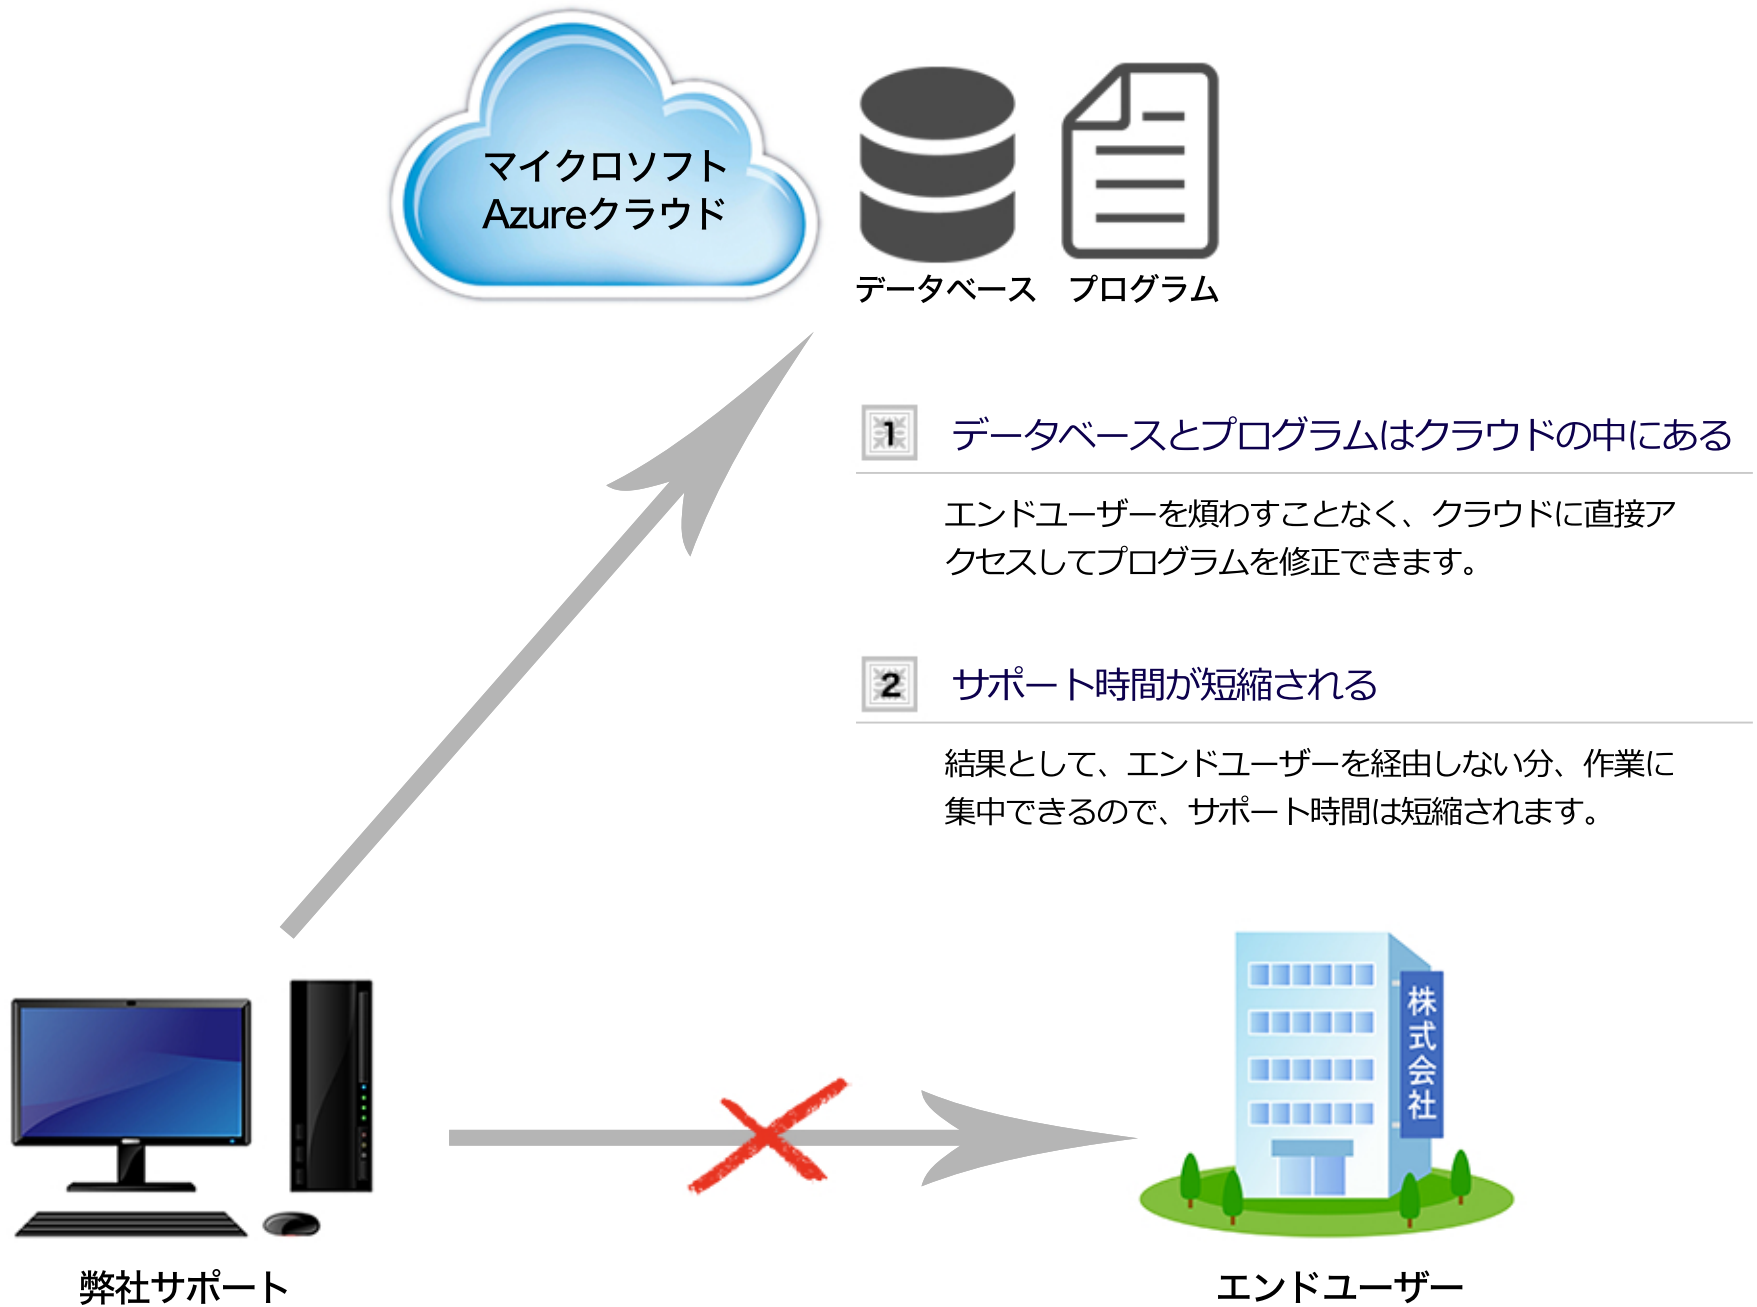 マイクロソフト
Azureクラウド
データベース
プログラム
1 データベースとプログラムはクラウドの中にある
エンドユーザーを煩わすことなく、クラウドに直接ア
クセスしてプログラムを修正できます。
2 サポート時間が短縮される
結果として、エンドユーザーを経由しない分、作業に
集中できるので、サポート時間は短縮されます。
株式会社
弊社サポート
エンドユーザー